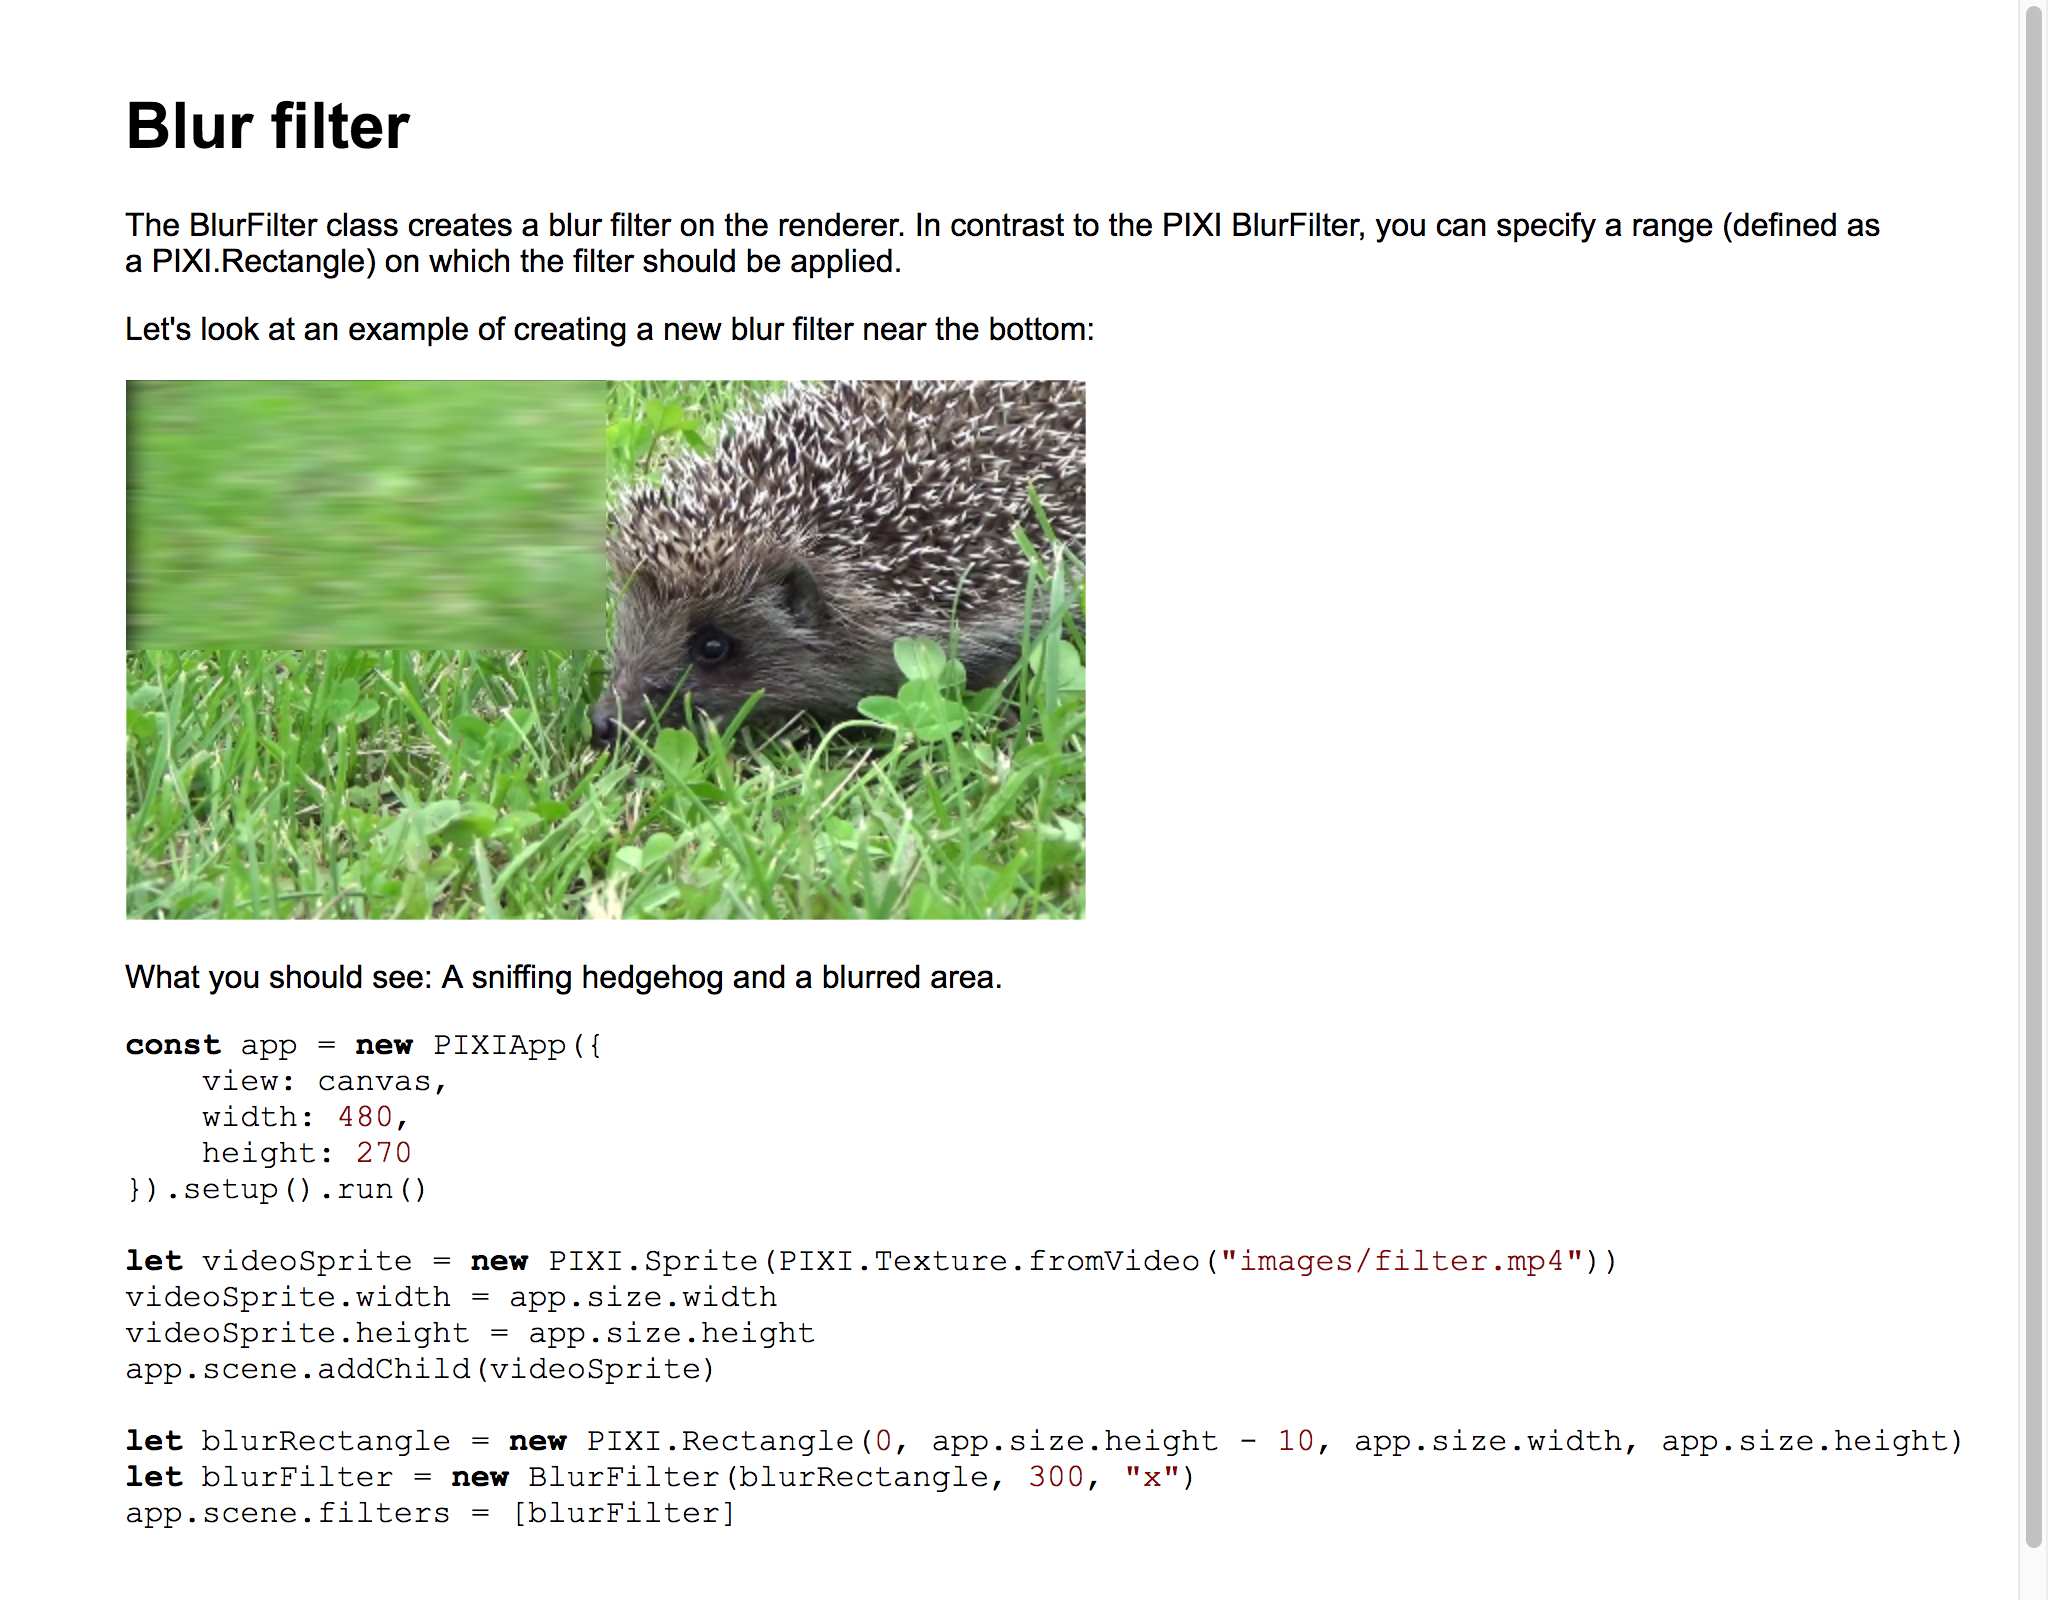 Blur filter
The BlurFilter class creates a blur filter on the renderer. In contrast to the PIXI BlurFilter, you can specify a range (defined as
a PIXI.Rectangle) on which the filter should be applied.
Let's look at an example of creating a new blur filter near the bottom:
What you should see: A sniffing hedgehog and a blurred area.
const app = new PIXIApp({
    view: canvas,
    width: 480,
    height: 270
}).setup().run()
let videoSprite = new PIXI.Sprite(PIXI.Texture.fromVideo("images/filter.mp4"))
videoSprite.width = app.size.width
videoSprite.height = app.size.height
app.scene.addChild(videoSprite)
let blurRectangle = new PIXI.Rectangle(0, app.size.height - 10, app.size.width, app.size.height)
let blurFilter = new BlurFilter(blurRectangle, 300, "x")
app.scene.filters = [blurFilter]